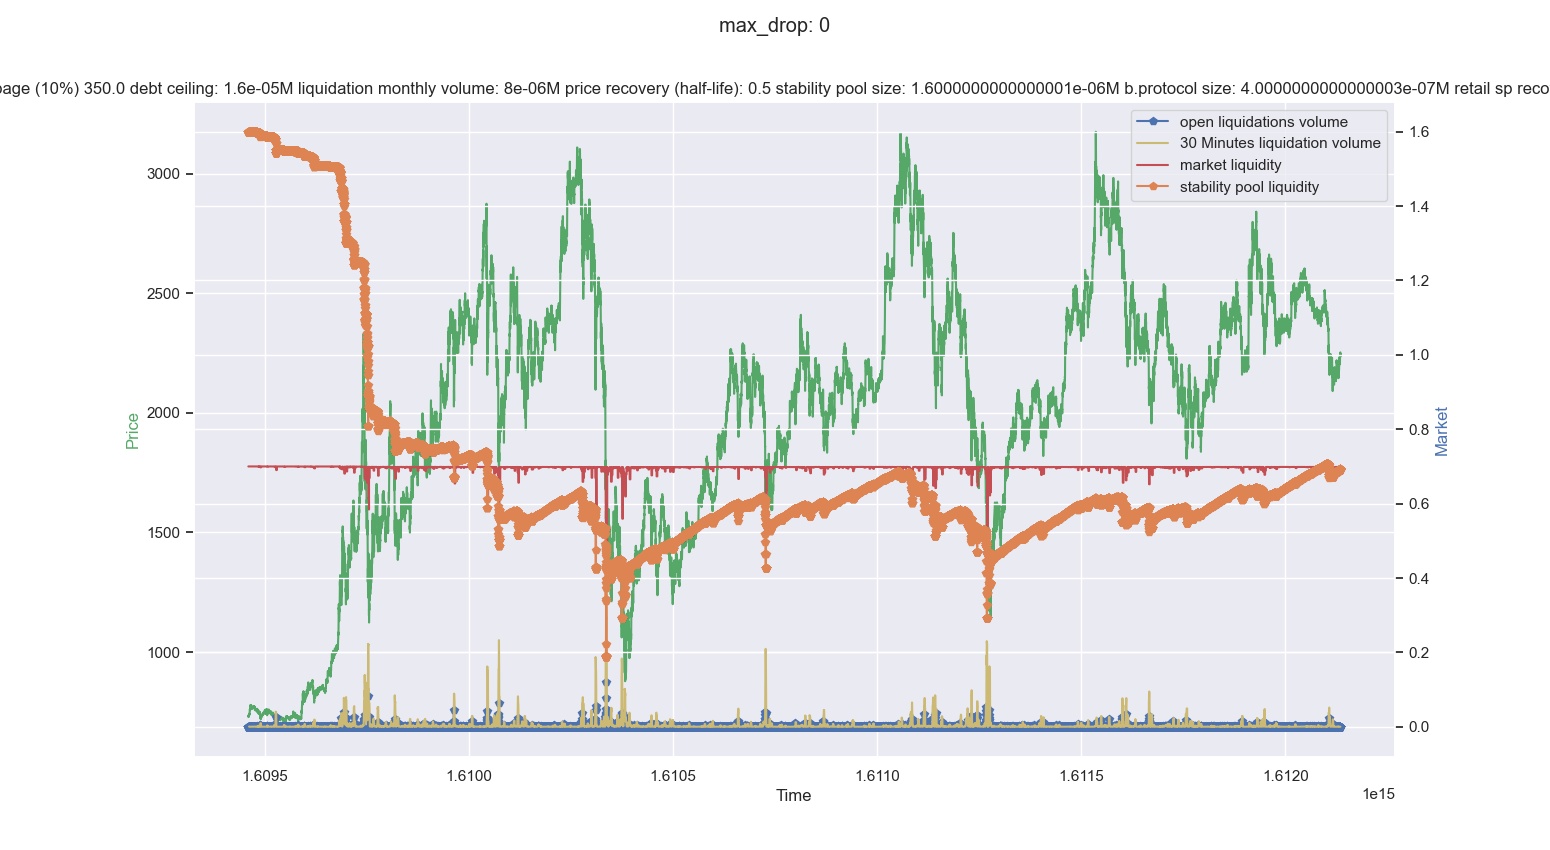 max_drop: 0
page (10%) 350.0 debt ceiling: 1.6e-05M liquidation monthly volume: 8e-06M price recovery (half-life): 0.5 stability pool size: 1.6000000000000001e-06M b.protocol size: 4.0000000000000003e-07M retail sp reco
open liquidations volume
30 Minutes liquidation volume
market liquidity
stability pool liquidity
3000
2500
2000
1500
1000
Price
1.6
1.4
1.2
1.0
0.8
0.6
0.4
0.2
0.0
Market
1.6095
1.6100
1.6105
1.6110
1.6115
1.6120
Time
1e15